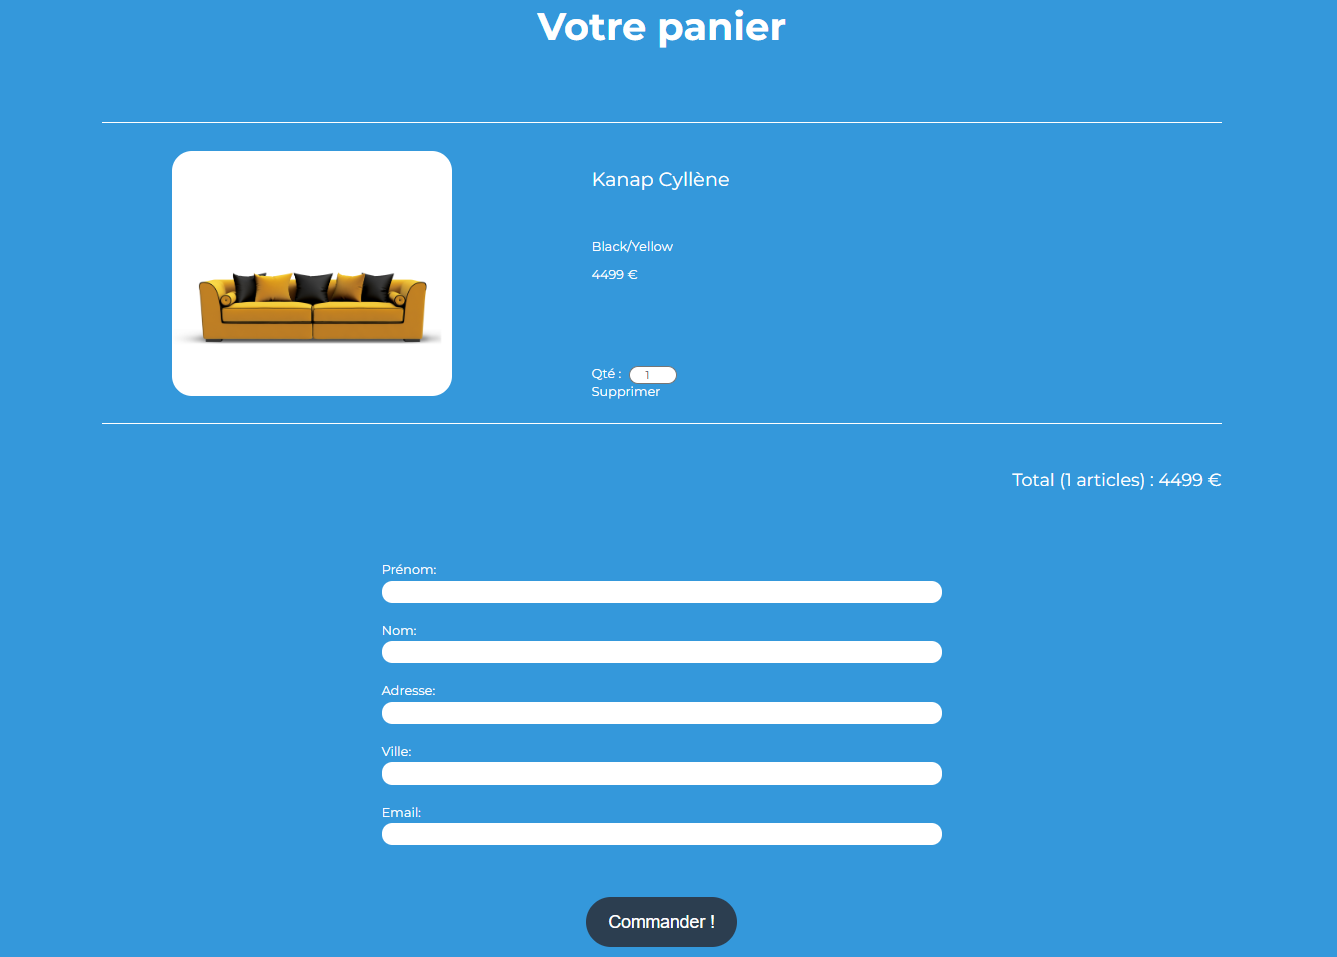 Votre panier
Kanap Cyllène
Black/Yellow
4499 €
Qté : 1
Supprimer
Total (1 articles) : 4499 €
Prénom:
Nom:
Adresse:
Ville:
Email:
Commander !